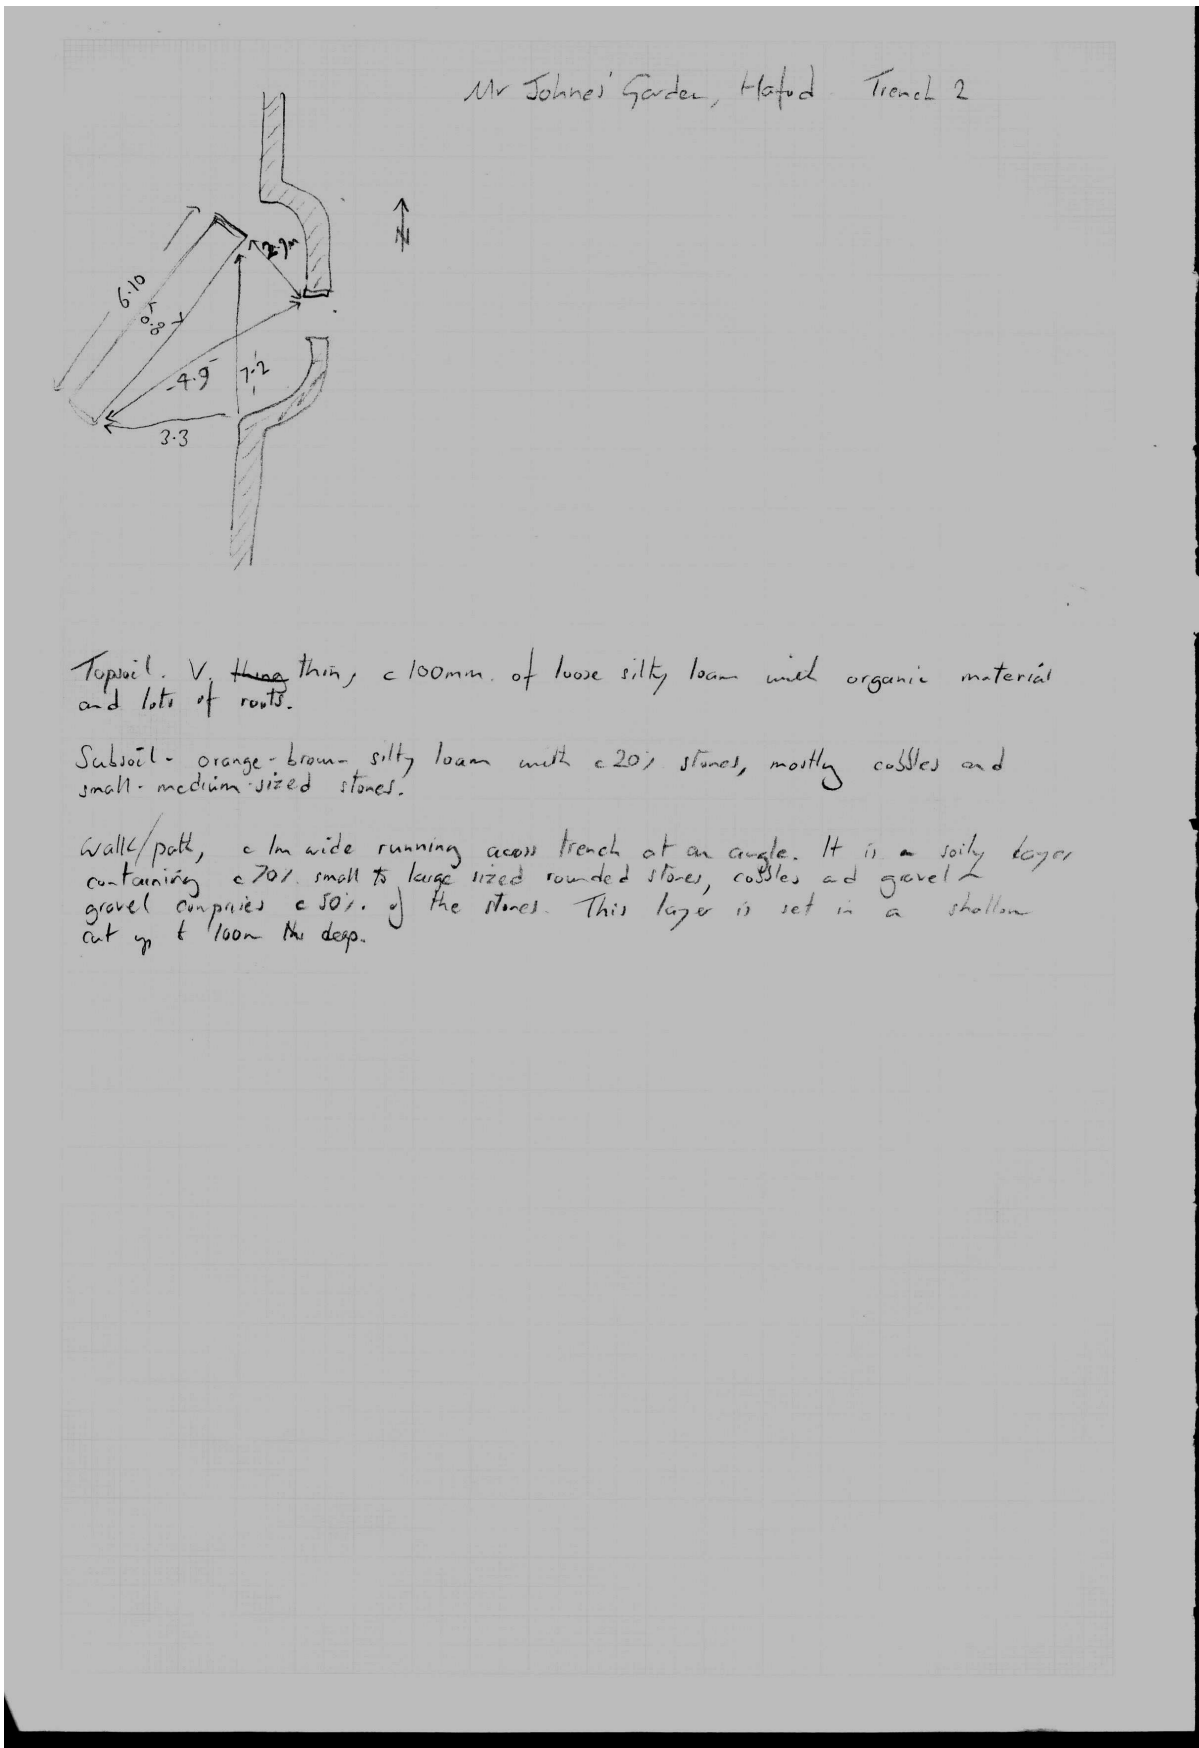 Mr Johnes' Garden, Hafod Trench 2
N
2.9m
6.10
0.8
4.9
7.2
3.3
Topsoil. V. thing thin, c 100mm. of loose silty loam with organic material
and lots of roots.
Subsoil - orange-brown silty loam with c 20% stones, mostly cobbles and
small-medium-sized stones.
Walk/path, c 1m wide running across trench at an angle. It is a soily layer
containing c 70% small to large sized rounded stones, cobbles and gravel -
gravel comprises c 50% of the stones. This layer is set in a shallow
cut up to 100m deep.